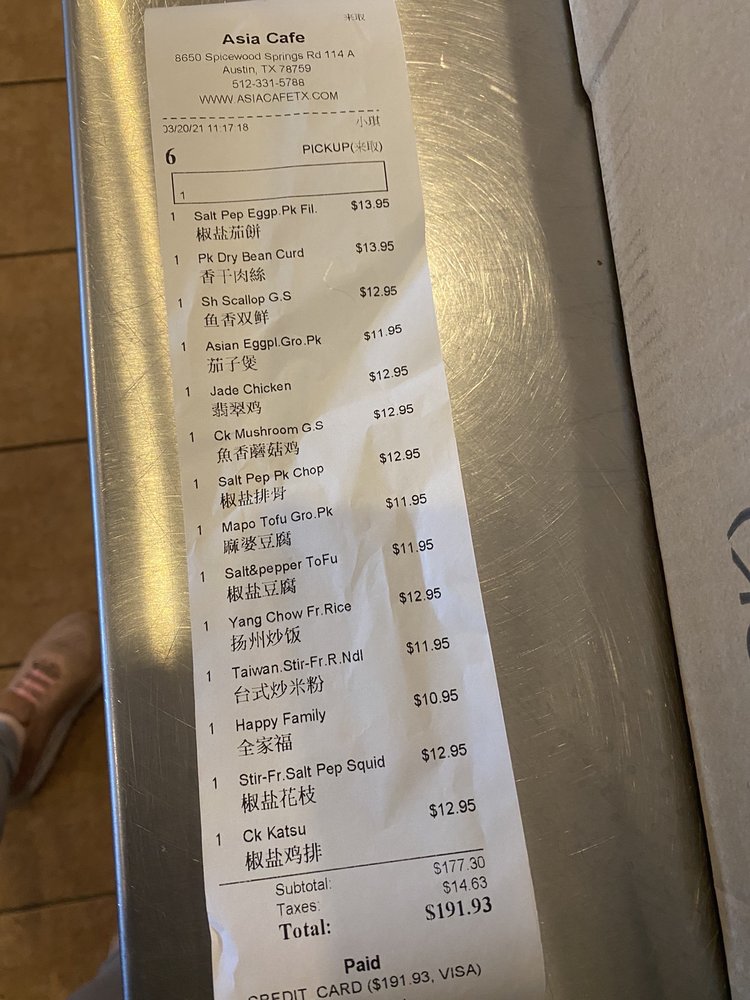 来取
Asia Cafe
8650 Spicewood Springs Rd 114 A
Austin, TX 78759
512-331-5788
WWW.ASIACAFETX.COM
03/20/21 11:17:18 小琪
6 PICKUP(来取)
1
1 Salt Pep Eggp.Pk Fil. $13.95
椒盐茄餅
1 Pk Dry Bean Curd $13.95
香干肉絲
1 Sh Scallop G.S $12.95
鱼香双鲜
1 Asian Eggpl.Gro.Pk $11.95
茄子煲
1 Jade Chicken $12.95
翡翠鸡
1 Ck Mushroom G.S $12.95
魚香蘑菇鸡
1 Salt Pep Pk Chop $12.95
椒盐排骨
1 Mapo Tofu Gro.Pk $11.95
麻婆豆腐
1 Salt&pepper ToFu $11.95
椒盐豆腐
1 Yang Chow Fr.Rice $12.95
扬州炒饭
1 Taiwan.Stir-Fr.R.Ndl $11.95
台式炒米粉
1 Happy Family $10.95
全家福
1 Stir-Fr.Salt Pep Squid $12.95
椒盐花枝
1 Ck Katsu $12.95
椒盐鸡排
Subtotal: $177.30
Taxes: $14.63
Total: $191.93
Paid
CREDIT CARD ($191.93, VISA)